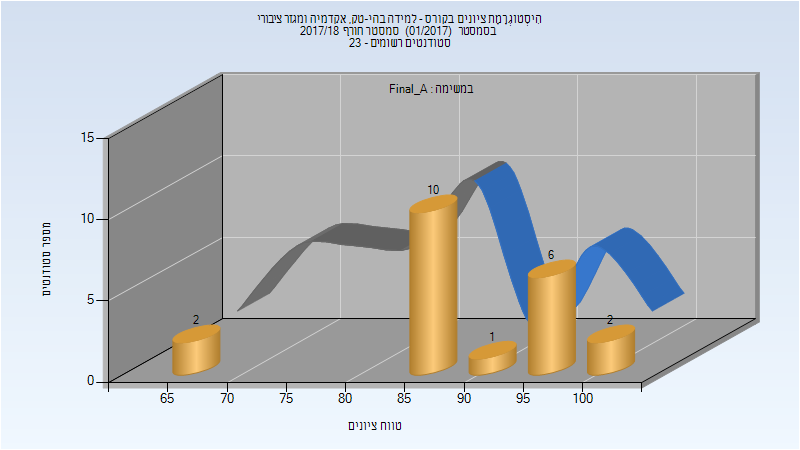 היסטוגרמת ציונים בקורס - למידה בהיי-טק, אקדמיה ומגזר ציבורי
בסמסטר (01/2017) סמסטר חורף 2017/18
סטודנטים רשומים - 23
במשימה : Final_A
מספר סטודנטים
15
10
5
0
2
10
1
6
2
65
70
75
80
85
90
95
100
טווח ציונים